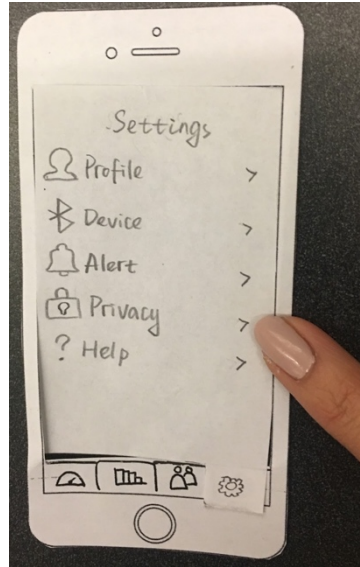 Settings
Profile >
Device >
Alert >
Privacy >
? Help >